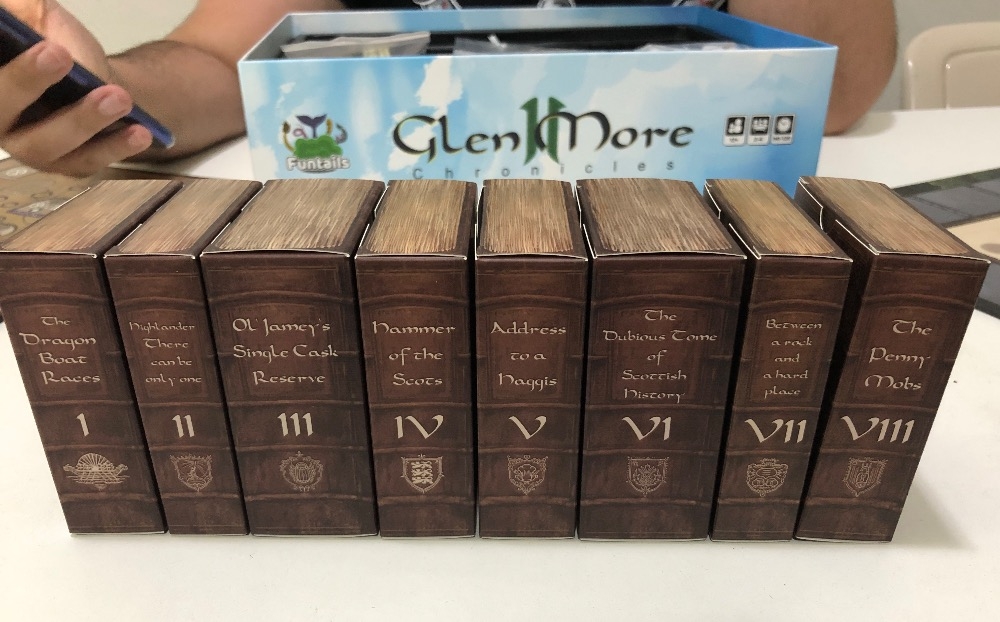 Funtails
Glen II More
Chronicles
The
Dragon
Boat
Races
I
Highlander
There
can be
only one
II
Ol' Jamey's
Single Cask
Reserve
III
Hammer
of the
Scots
IV
Address
to a
Haggis
V
The
Dubious Tome
of
Scottish
History
VI
Between
a rock
and
a hard
place
VII
The
Penny
Mobs
VIII